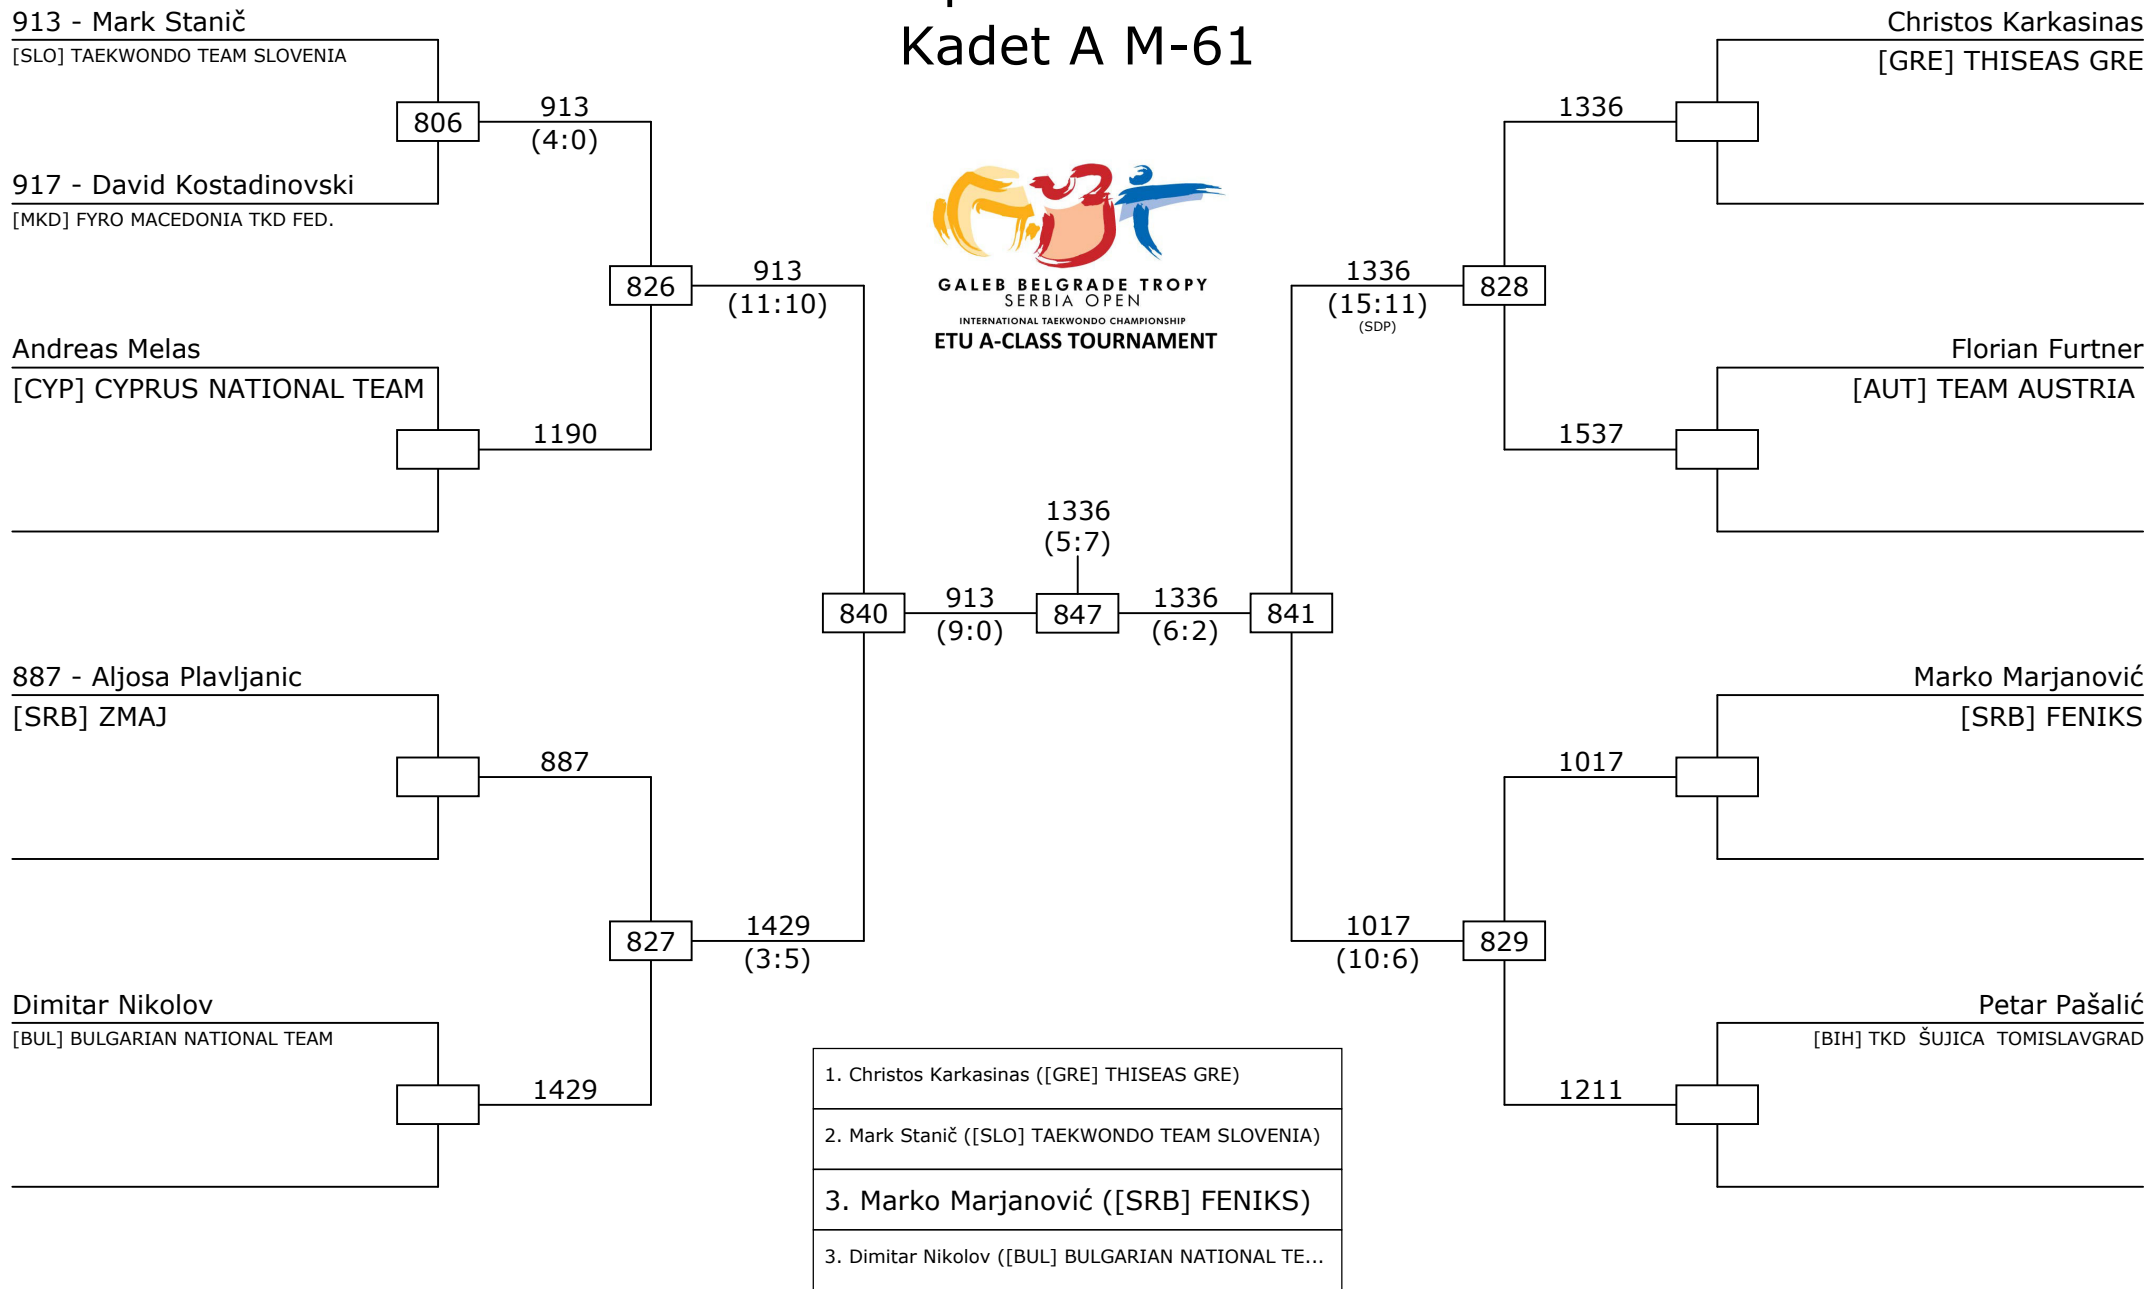 Kadet A M-61
913 - Mark Stanič
[SLO] TAEKWONDO TEAM SLOVENIA
806
913
(4:0)
917 - David Kostadinovski
[MKD] FYRO MACEDONIA TKD FED.
826
913
(11:10)
Andreas Melas
[CYP] CYPRUS NATIONAL TEAM
1190
887 - Aljosa Plavljanic
[SRB] ZMAJ
887
827
1429
(3:5)
Dimitar Nikolov
[BUL] BULGARIAN NATIONAL TEAM
1429
GALEB BELGRADE TROPY
SERBIA OPEN
INTERNATIONAL TAEKWONDO CHAMPIONSHIP
ETU A-CLASS TOURNAMENT
1336
(5:7)
840
913
(9:0)
847
1336
(6:2)
841
Christos Karkasinas
[GRE] THISEAS GRE
1336
1336
(15:11)
(SDP)
828
Florian Furtner
[AUT] TEAM AUSTRIA
1537
Marko Marjanović
[SRB] FENIKS
1017
1017
(10:6)
829
Petar Pašalić
[BIH] TKD ŠUJICA TOMISLAVGRAD
1211
1. Christos Karkasinas ([GRE] THISEAS GRE)
2. Mark Stanič ([SLO] TAEKWONDO TEAM SLOVENIA)
3. Marko Marjanović ([SRB] FENIKS)
3. Dimitar Nikolov ([BUL] BULGARIAN NATIONAL TE...